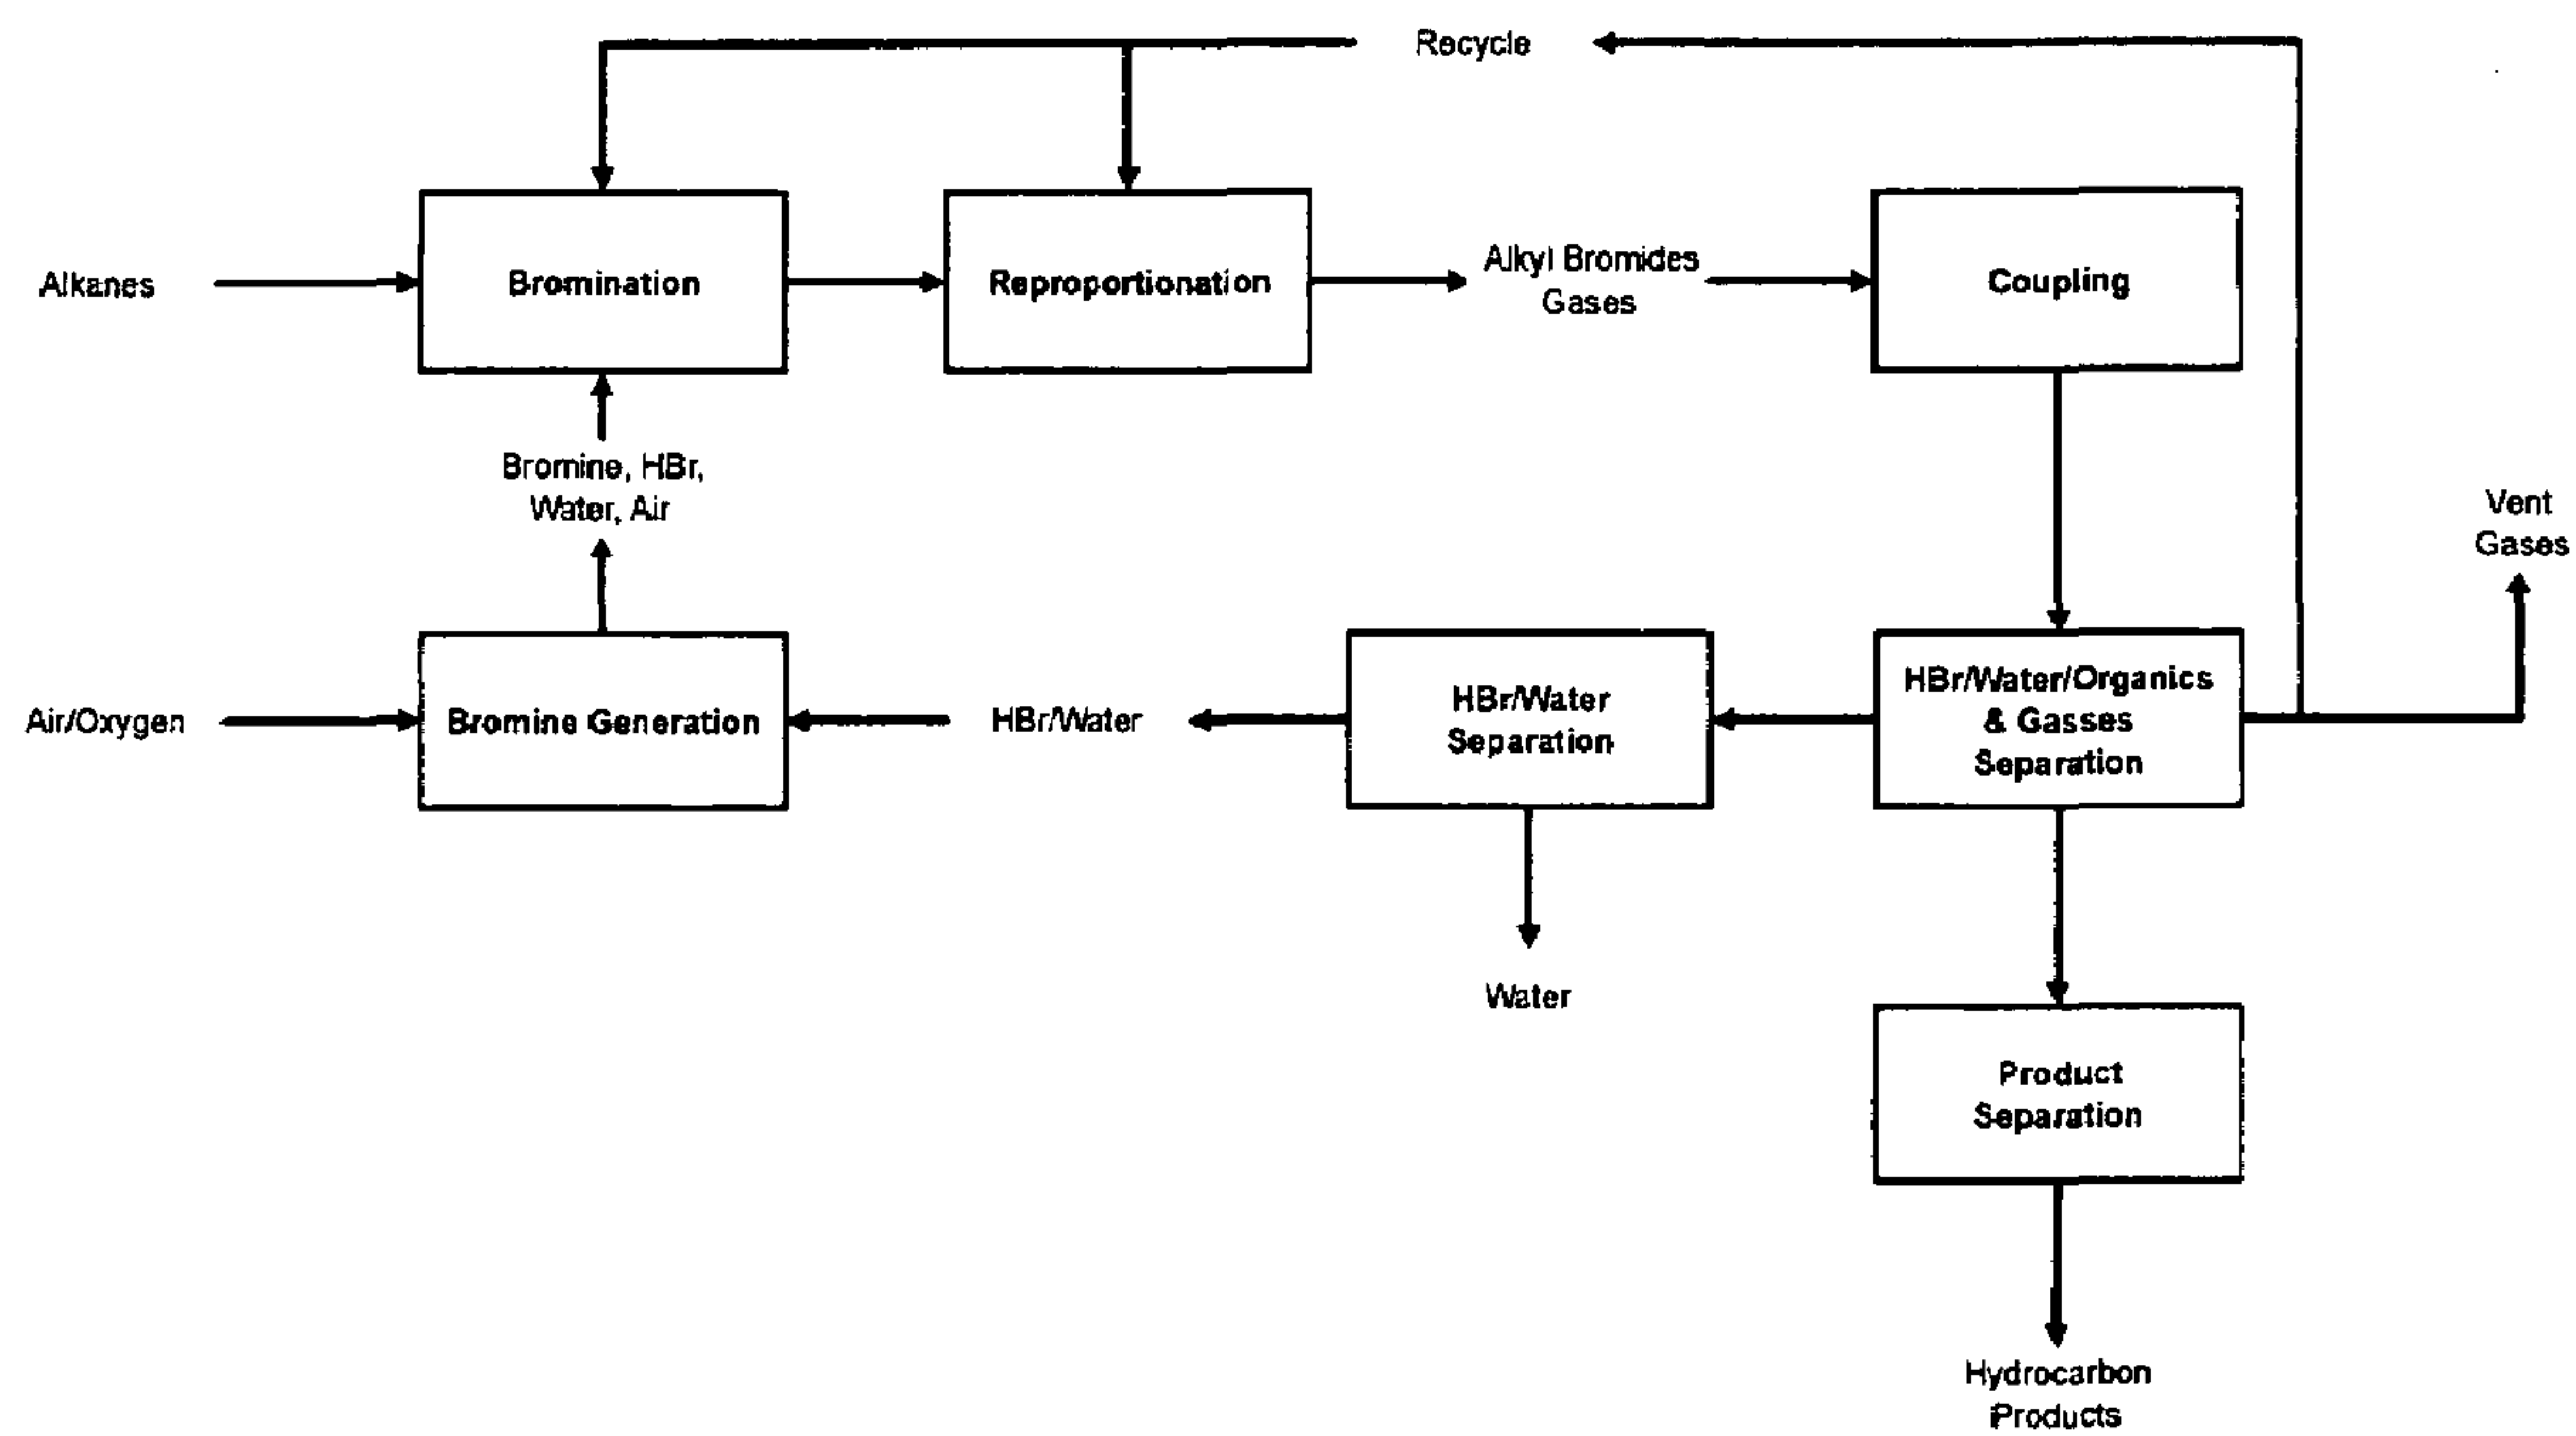 Recycle
Alkanes
Bromination
Reproportionation
Alkyl Bromides
Gases
Coupling
Bromine, HBr,
Water, Air
Vent
Gases
Air/Oxygen
Bromine Generation
HBr/Water
HBr/Water
Separation
HBr/Water/Organics
& Gasses
Separation
Water
Product
Separation
Hydrocarbon
Products